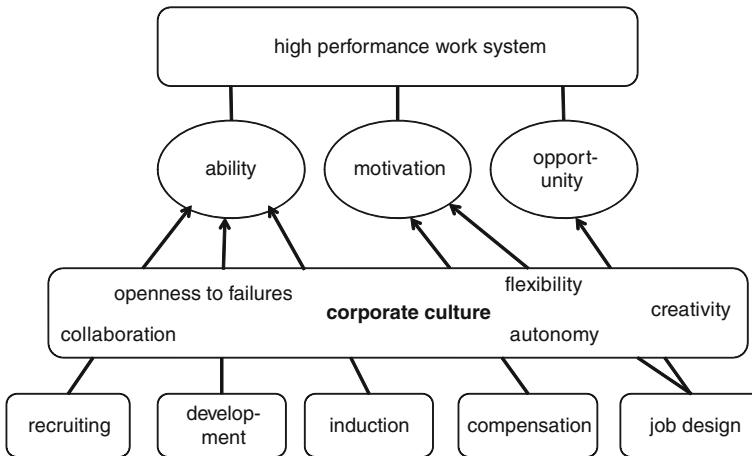 high performance work system
ability
motivation
opport-
unity
openness to failures
flexibility
corporate culture
creativity
collaboration
autonomy
recruiting
develop-
ment
induction
compensation
job design